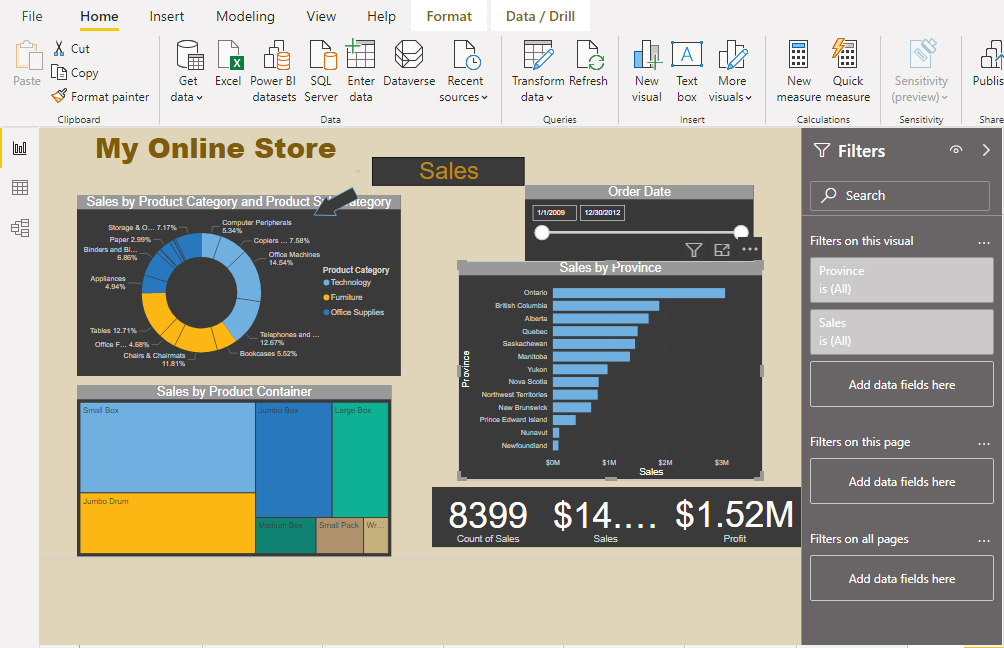 File Home Insert Modeling View Help Format Data / Drill
Paste
Cut
Copy
Format painter
Clipboard
Get data
Excel
Power BI datasets
SQL Server
Enter data
Dataverse
Recent sources
Data
Transform data
Refresh
Queries
New visual
Text box
More visuals
Insert
New measure
Quick measure
Calculations
Sensitivity (preview)
Sensitivity
Publis
Share
My Online Store
Sales
Sales by Product Category and Product Su category
Storage & O... 7.17%
Paper 2.99%
Binders and Bi...
6.86%
Appliances
4.94%
Tables 12.71%
Office F... 4.68%
Chairs & Chairmats
11.81%
Computer Peripherals
5.34%
Copiers ... 7.58%
Office Machines
14.54%
Telephones and ...
12.67%
Bookcases 5.52%
Product Category
Technology
Furniture
Office Supplies
Order Date
1/1/2009 12/30/2012
Sales by Province
Province
Ontario
British Columbia
Alberta
Quebec
Saskachewan
Manitoba
Yukon
Nova Scotia
Northwest Territories
New Brunswick
Prince Edward Island
Nunavut
Newfoundland
$0M $1M $2M $3M
Sales
Sales by Product Container
Small Box
Jumbo Box
Large Box
Jumbo Drum
Medium Box
Small Pack
Wr...
8399 $14.... $1.52M
Count of Sales Sales Profit
Filters
Search
Filters on this visual ...
Province
is (All)
Sales
is (All)
Add data fields here
Filters on this page ...
Add data fields here
Filters on all pages ...
Add data fields here